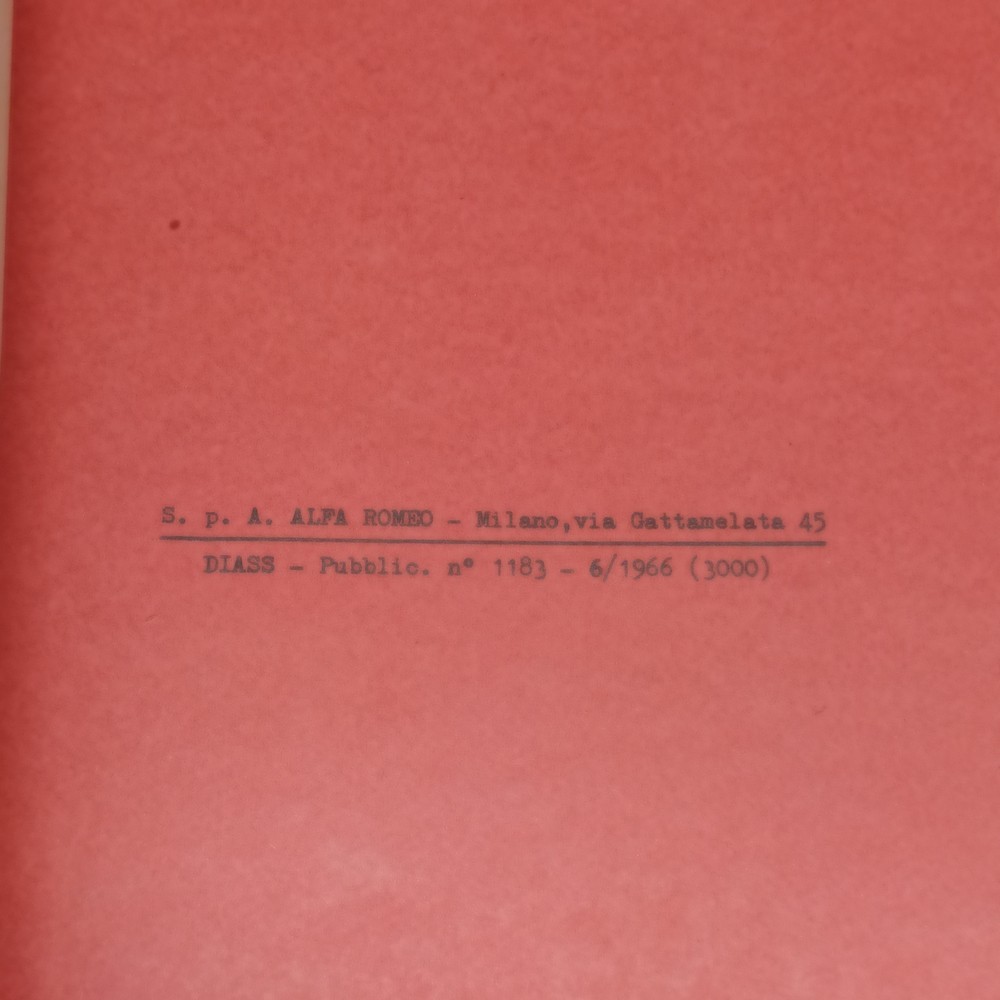 S. p. A. ALFA ROMEO - Milano,via Gattamelata 45
DIASS - Pubblic. n° 1183 - 6/1966 (3000)